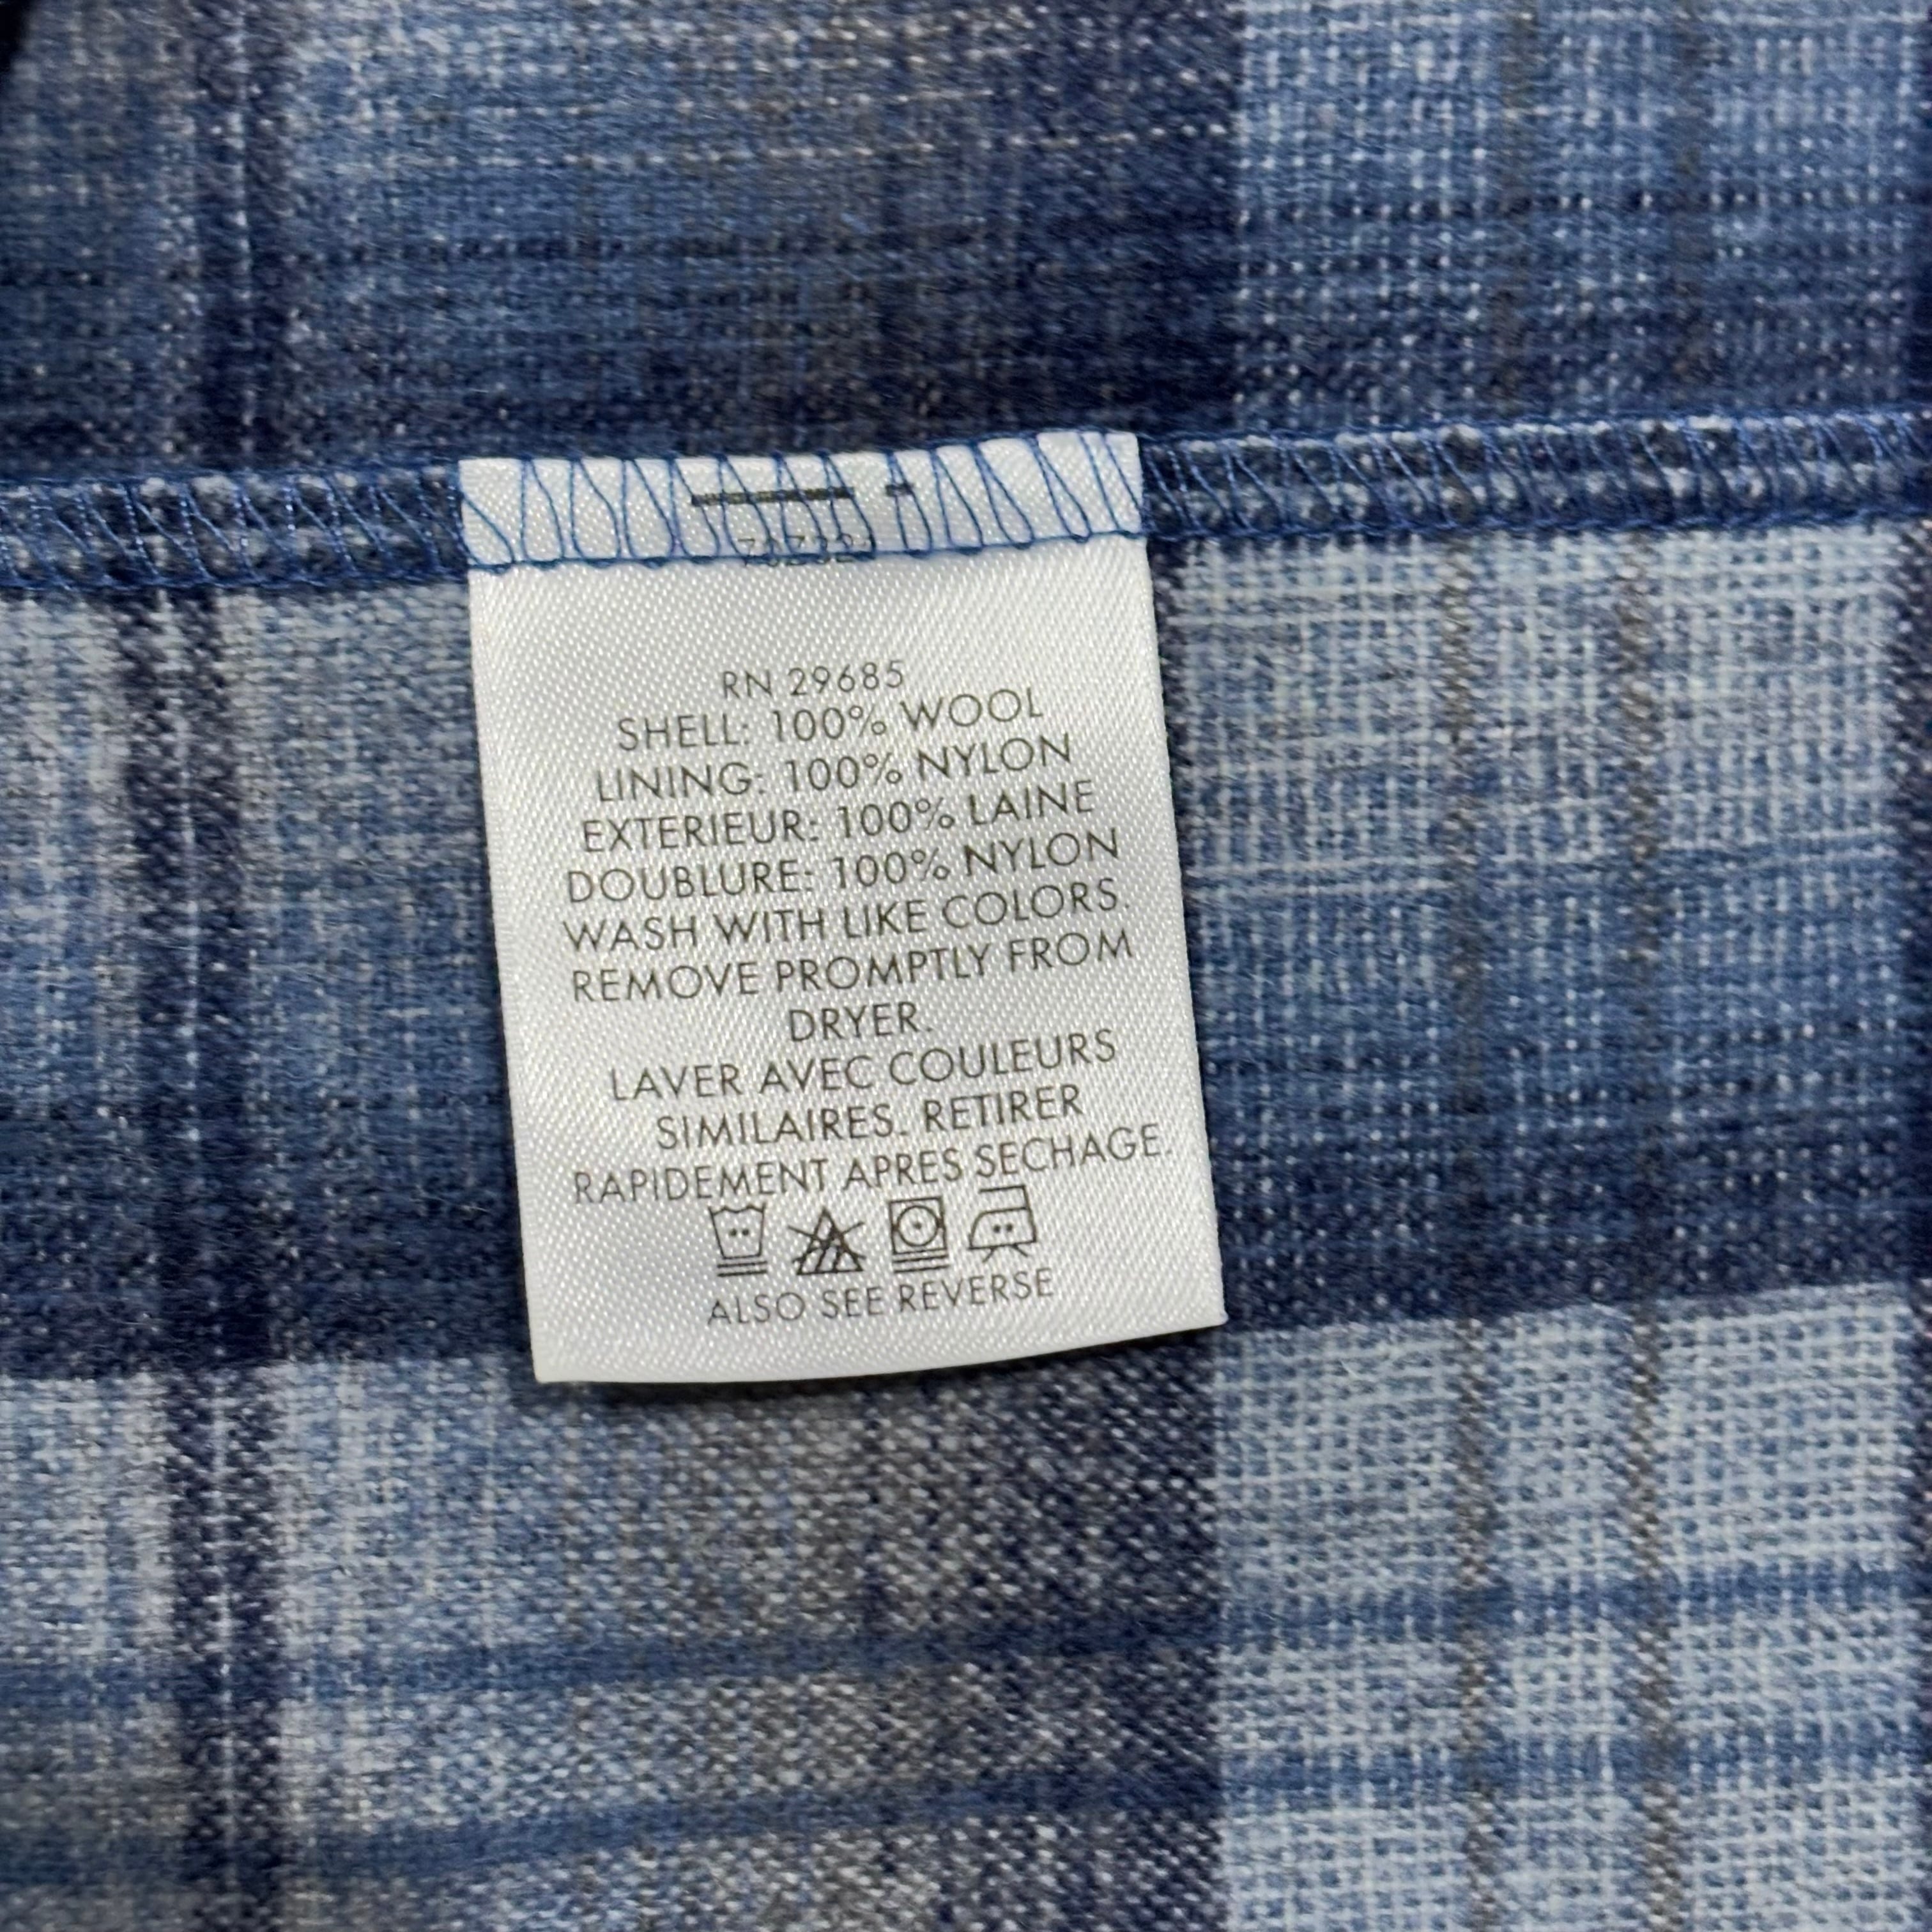 RN 29685
SHELL: 100% WOOL
LINING: 100% NYLON
EXTERIEUR: 100% LAINE
DOUBLURE: 100% NYLON
WASH WITH LIKE COLORS.
REMOVE PROMPTLY FROM
DRYER.
LAVER AVEC COULEURS
SIMILAIRES. RETIRER
RAPIDEMENT APRES SECHAGE.
ALSO SEE REVERSE